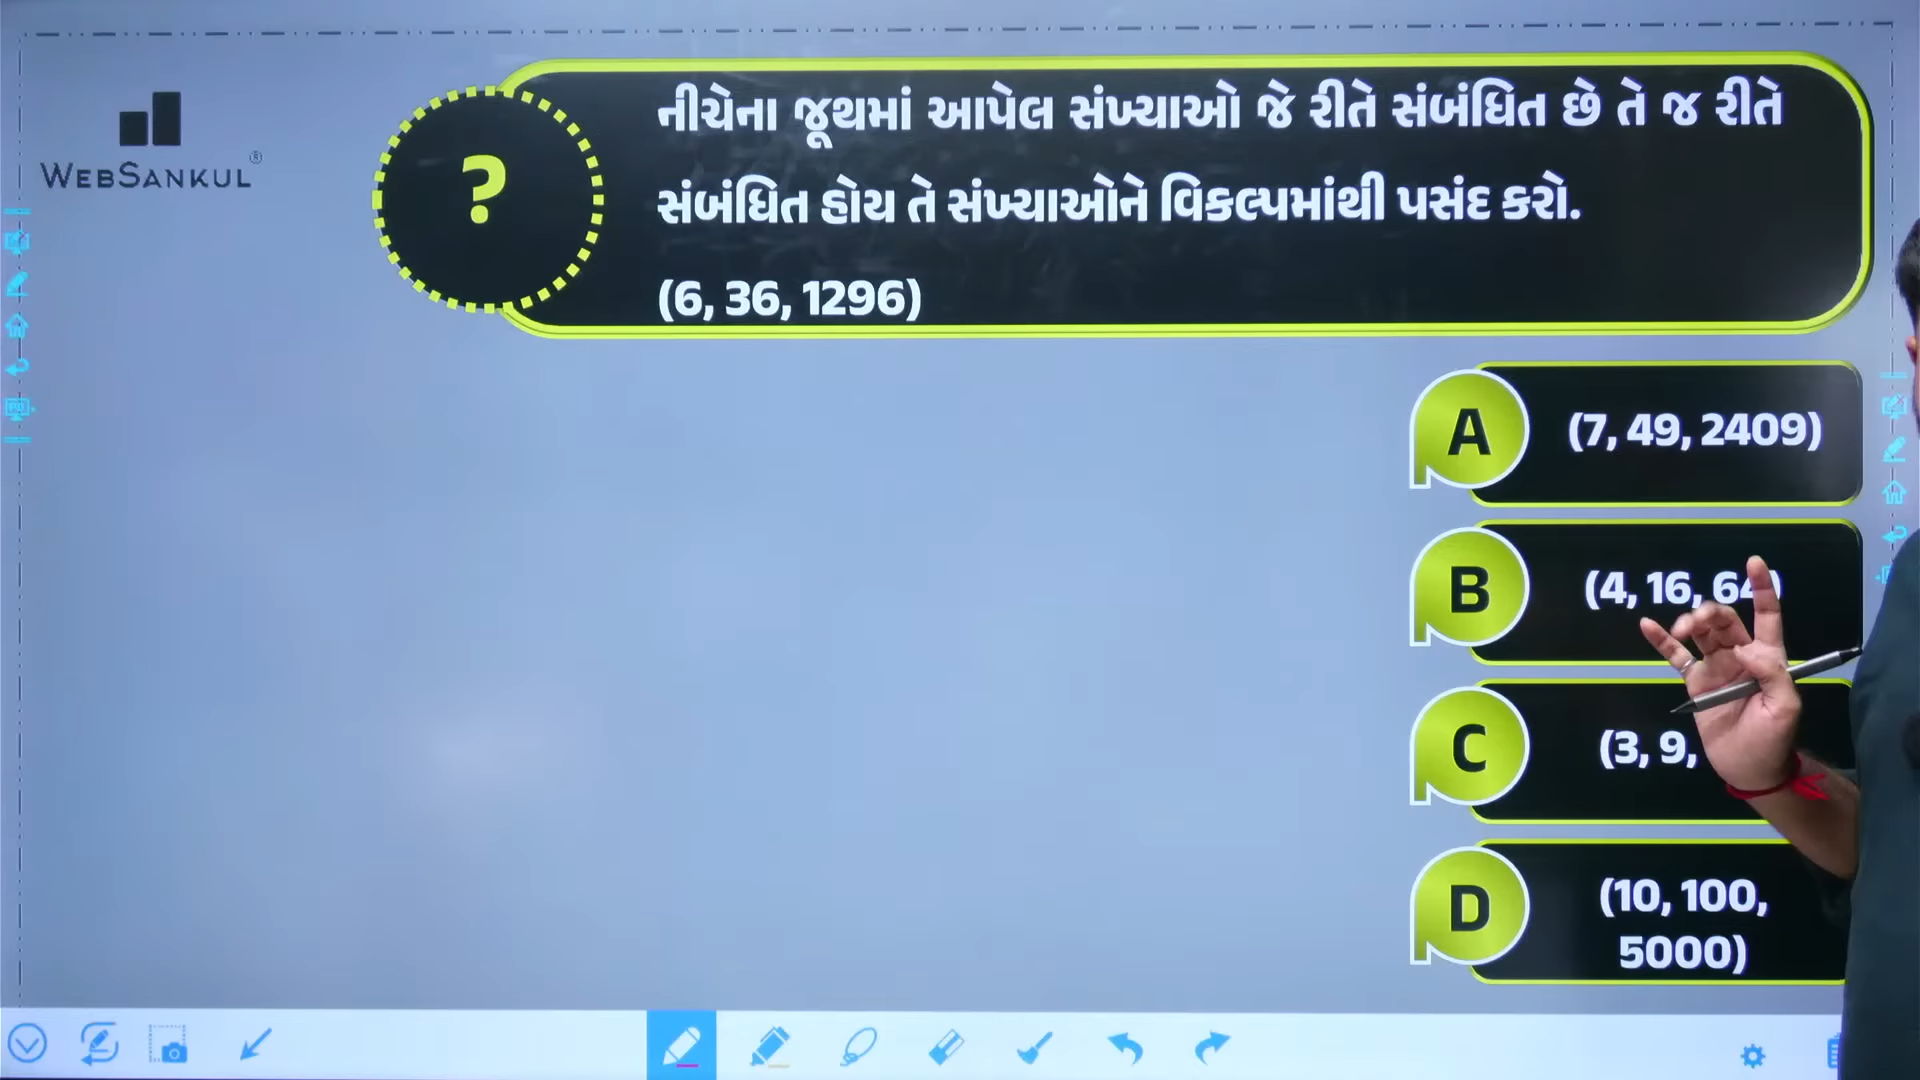 WEBSANKUL®
?
નીચેના જૂથમાં આપેલ સંખ્યાઓ જે રીતે સંબંધિત છે તે જ રીતે
સંબંધિત હોય તે સંખ્યાઓને વિકલ્પમાંથી પસંદ કરો.
(6, 36, 1296)
A
(7, 49, 2409)
B
(4, 16, 64)
C
(3, 9,
D
(10, 100,
5000)